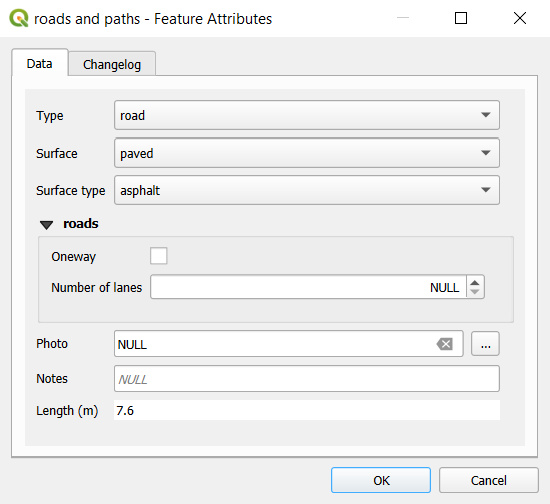 roads and paths - Feature Attributes
Data Changelog
Type road
Surface paved
Surface type asphalt
roads
Oneway
Number of lanes NULL
Photo NULL ...
Notes NULL
Length (m) 7.6
OK Cancel